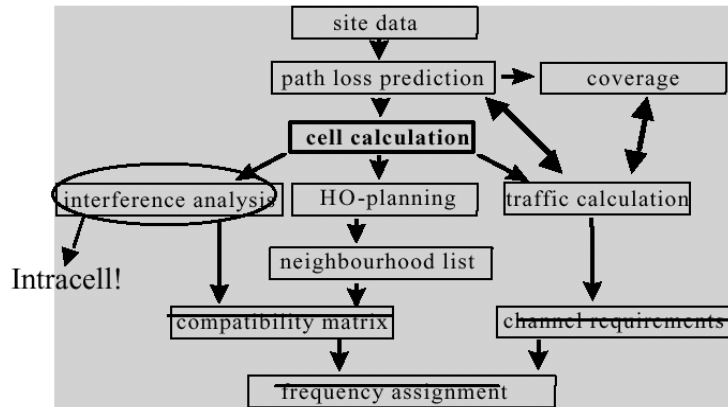 site data
path loss prediction
coverage
cell calculation
interference analysis
HO-planning
traffic calculation
Intracell!
neighbourhood list
compatibility matrix
channel requirements
frequency assignment